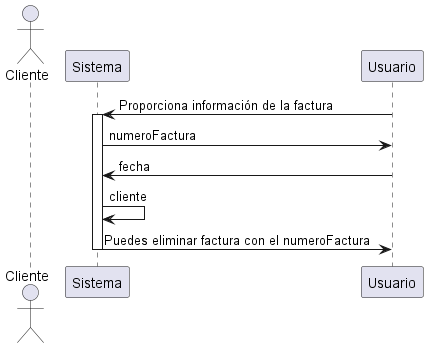 Cliente
Sistema
Usuario
Proporciona información de la factura
numeroFactura
fecha
cliente
Puedes eliminar factura con el numeroFactura
Cliente
Sistema
Usuario